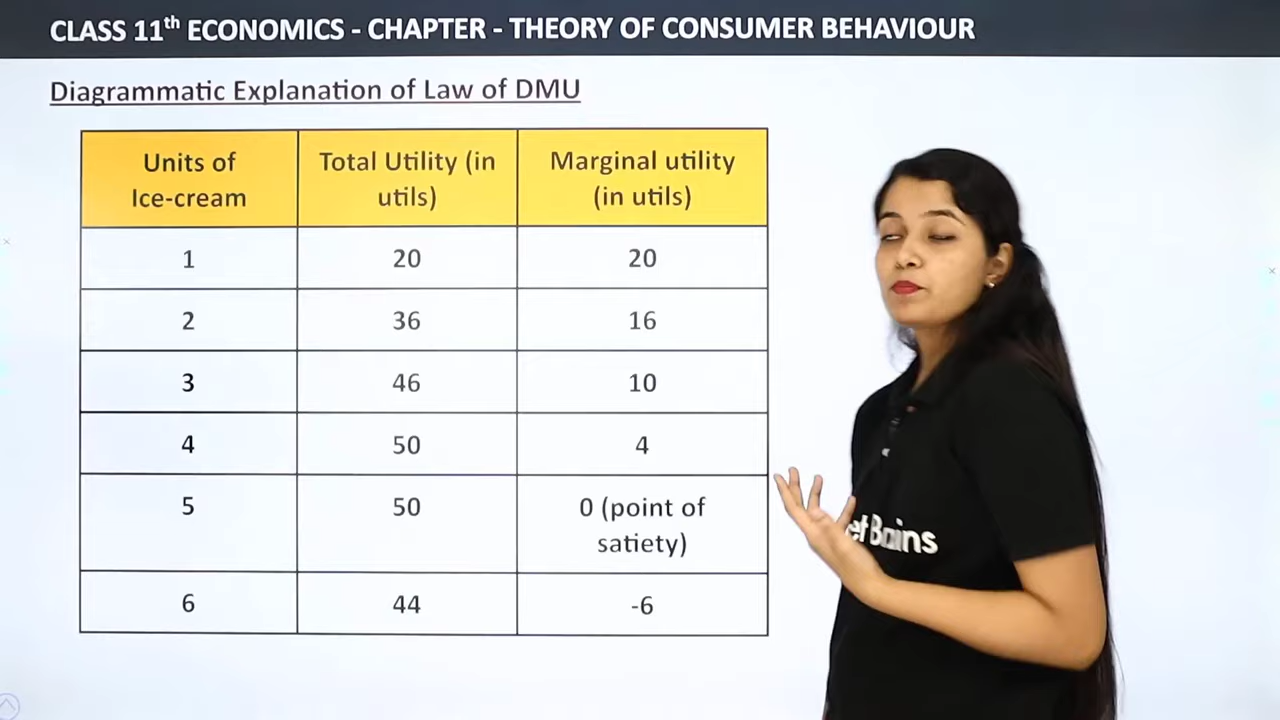 CLASS 11th ECONOMICS - CHAPTER - THEORY OF CONSUMER BEHAVIOUR
Diagrammatic Explanation of Law of DMU
Units of Ice-cream
Total Utility (in utils)
Marginal utility (in utils)
1 20 20
2 36 16
3 46 10
4 50 4
5 50 0 (point of satiety)
6 44 -6
Brains